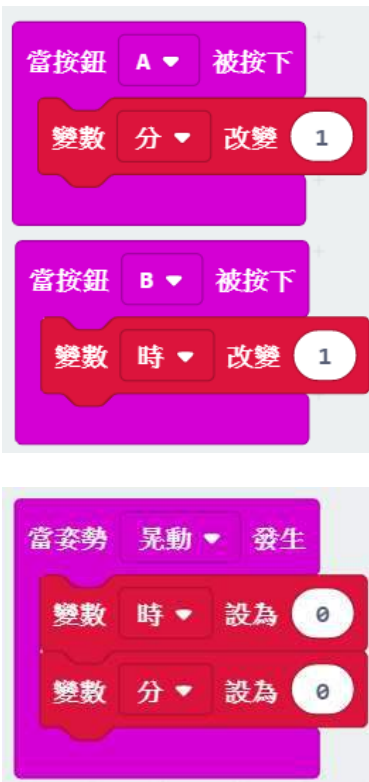 當按鈕 A 被按下
變數 分 改變 1
當按鈕 B 被按下
變數 時 改變 1
當姿勢 晃動 發生
變數 時 設為 0
變數 分 設為 0